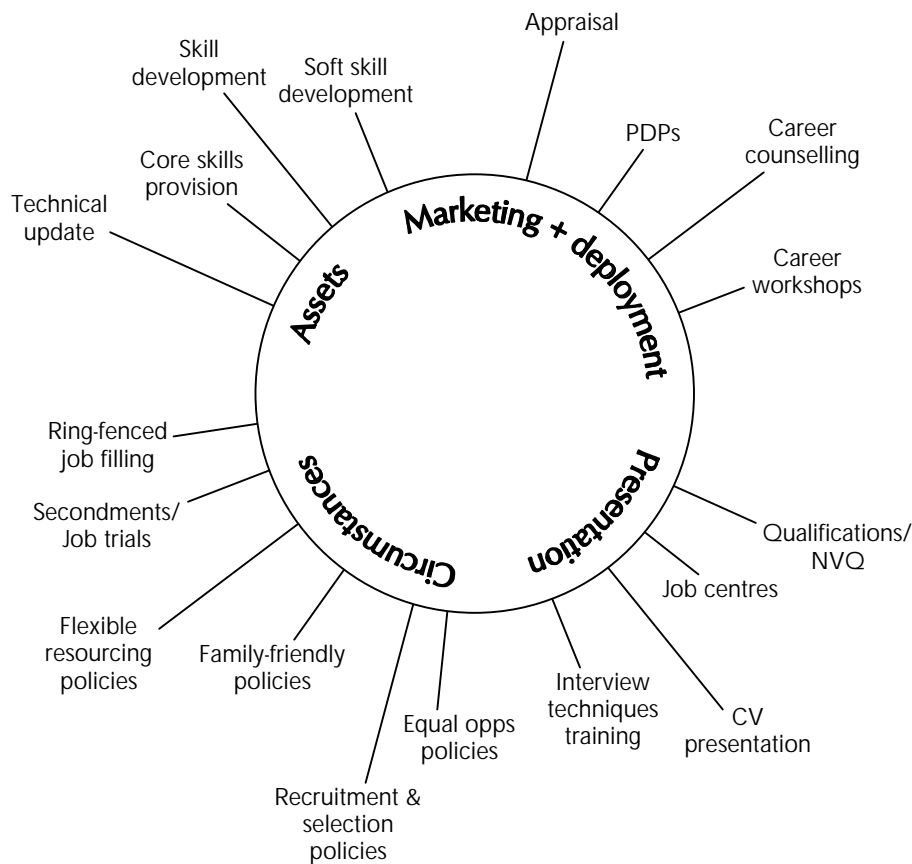 Appraisal
Skill
development
Soft skill
development
PDPs
Career
counselling
Core skills
provision
Technical
update
Career
workshops
Marketing + deployment
Assets
Presentation
Circumstances
Ring-fenced
job filling
Secondments/
Job trials
Flexible
resourcing
policies
Family-friendly
policies
Recruitment &
selection
policies
Equal opps
policies
Interview
techniques
training
CV
presentation
Job centres
Qualifications/
NVQ